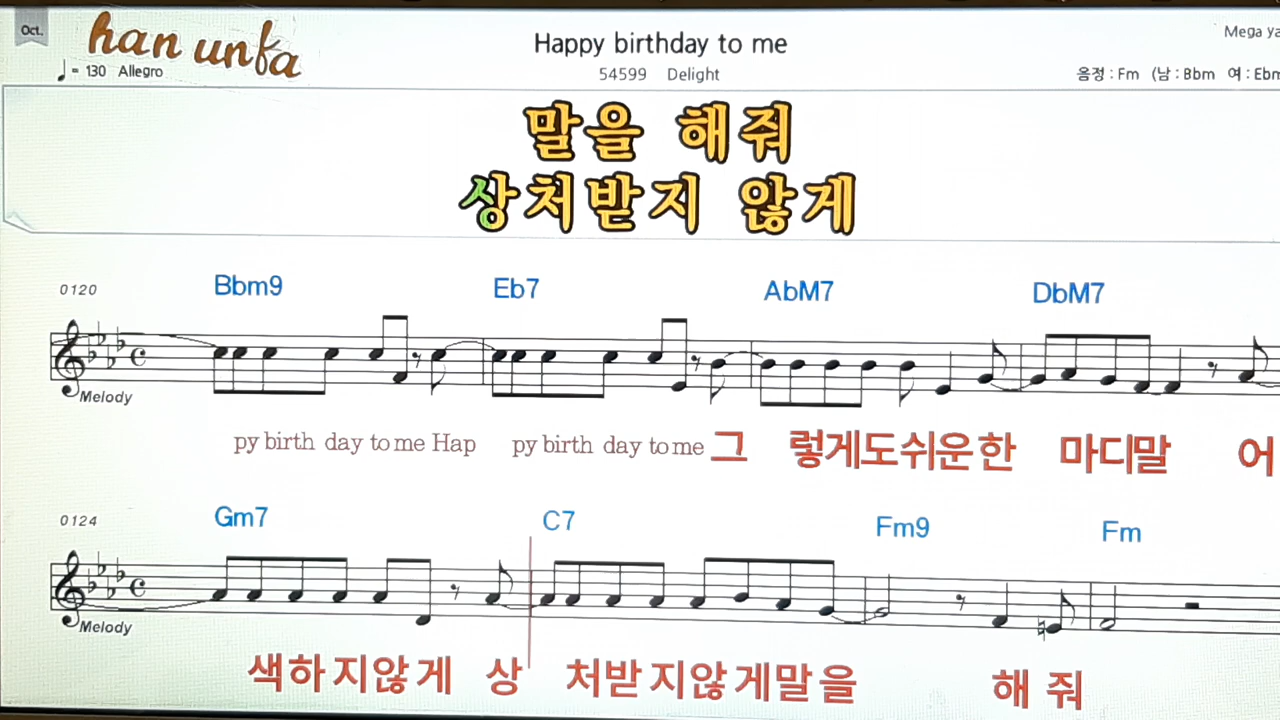 Oct.
han unfa
♩ = 130 Allegro
Happy birthday to me
54599 Delight
Mega ya
음정 : Fm (남 : Bbm 여 : Ebm
말을 해줘
상처받지 않게
0120 Bbm9 Eb7 AbM7 DbM7
Melody
py birth day to me Hap py birth day to me 그 렇게도쉬운한 마디말 어
0124 Gm7 C7 Fm9 Fm
Melody
색하지않게 상 처받지않게말을 해 줘